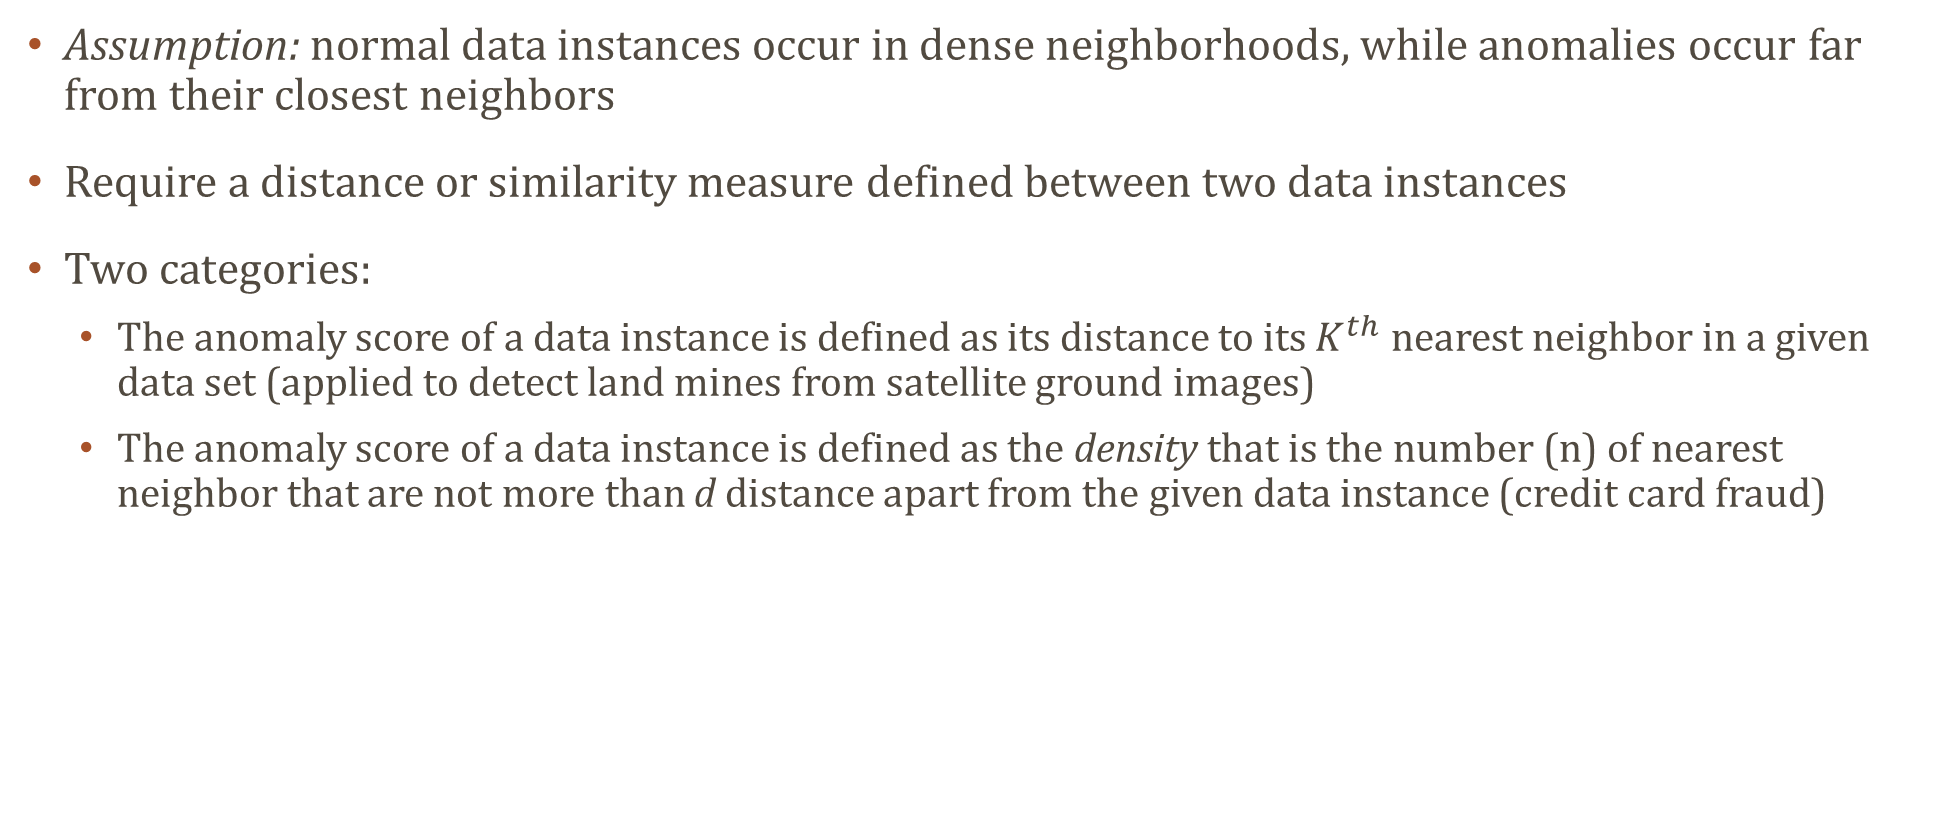 • Assumption: normal data instances occur in dense neighborhoods, while anomalies occur far
from their closest neighbors
• Require a distance or similarity measure defined between two data instances
• Two categories:
• The anomaly score of a data instance is defined as its distance to its K^th nearest neighbor in a given
data set (applied to detect land mines from satellite ground images)
• The anomaly score of a data instance is defined as the density that is the number (n) of nearest
neighbor that are not more than d distance apart from the given data instance (credit card fraud)